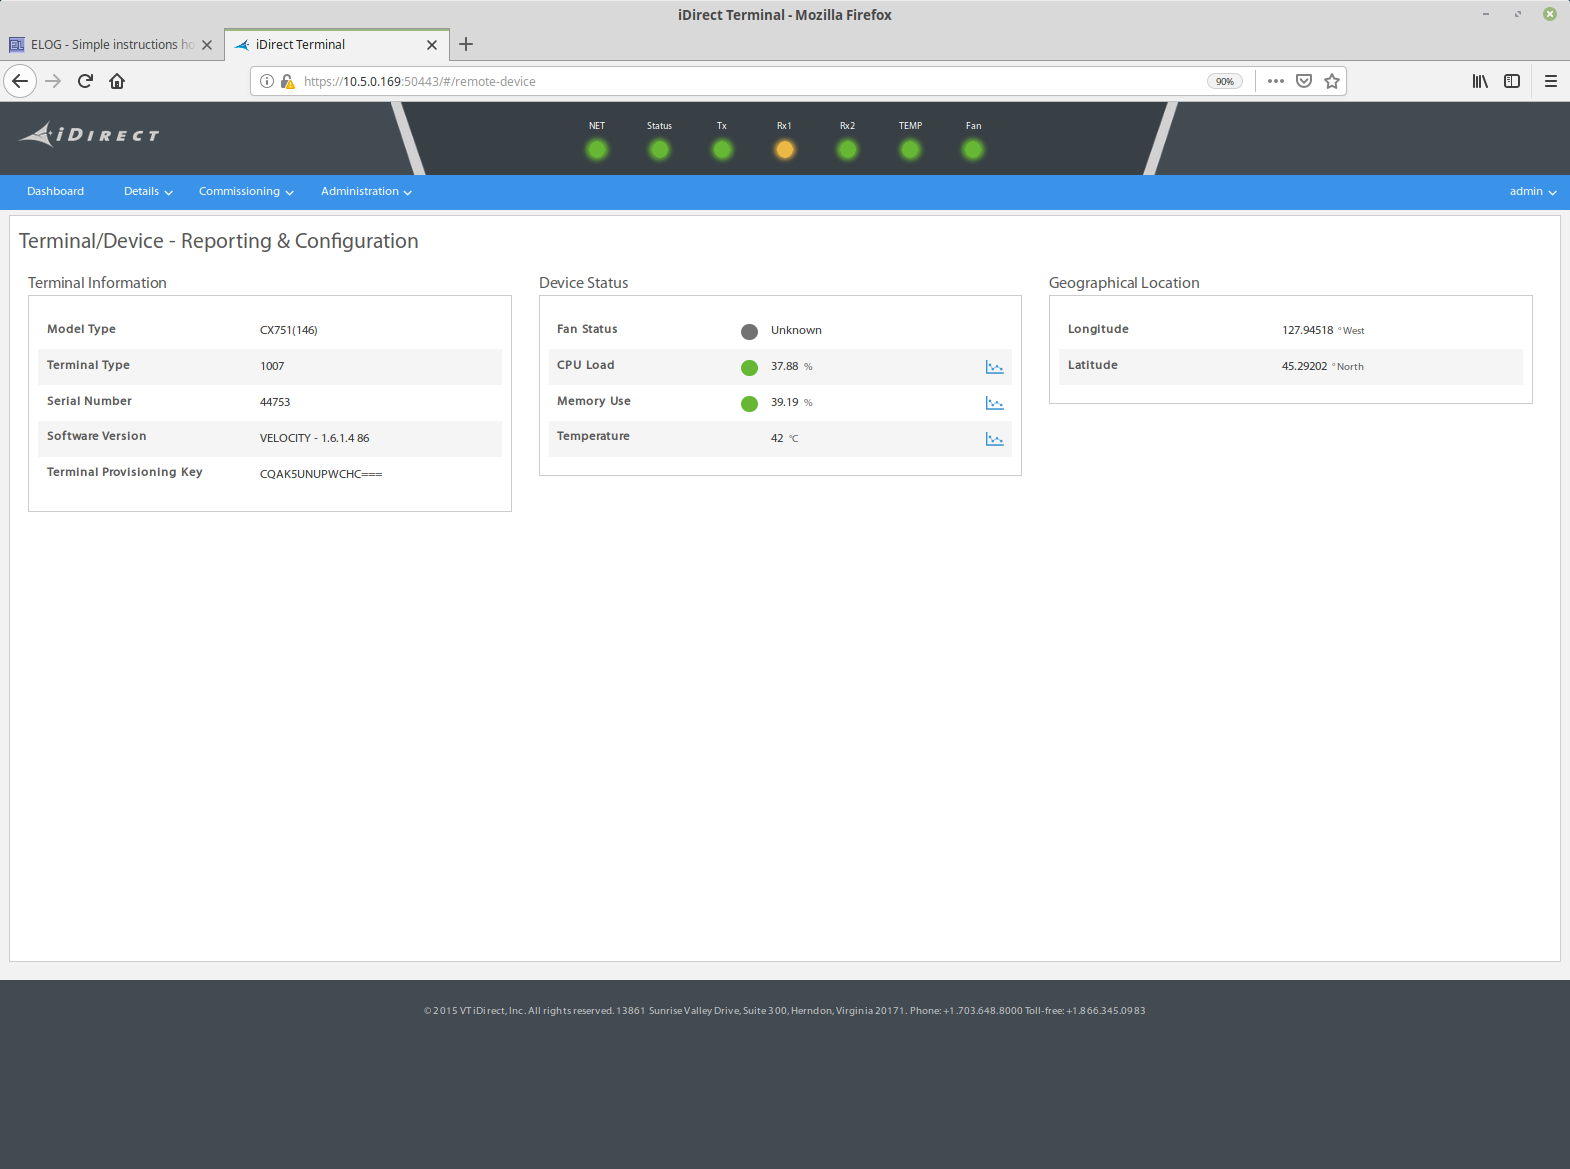 iDirect Terminal - Mozilla Firefox
ELOG - Simple instructions ho
iDirect Terminal
https://10.5.0.169:50443/#/remote-device
90%
iDIRECT
NET Status Tx Rx1 Rx2 TEMP Fan
Dashboard Details Commissioning Administration admin
Terminal/Device - Reporting & Configuration
Terminal Information
Model Type CX751(146)
Terminal Type 1007
Serial Number 44753
Software Version VELOCITY - 1.6.1.4 86
Terminal Provisioning Key CQAK5UNUPWCHC===
Device Status
Fan Status Unknown
CPU Load 37.88 %
Memory Use 39.19 %
Temperature 42 °C
Geographical Location
Longitude 127.94518 ° West
Latitude 45.29202 ° North
© 2015 VT iDirect, Inc. All rights reserved. 13861 Sunrise Valley Drive, Suite 300, Herndon, Virginia 20171. Phone: +1.703.648.8000 Toll-free: +1.866.345.0983